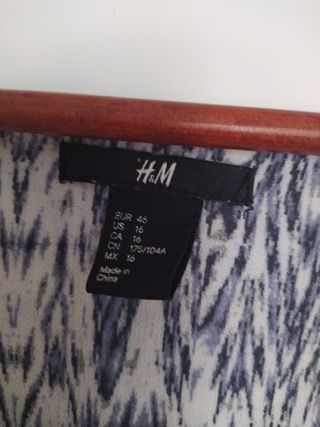 H&M
EUR 46
US 16
CA 16
CN 175/104A
MX 16
Made in
China